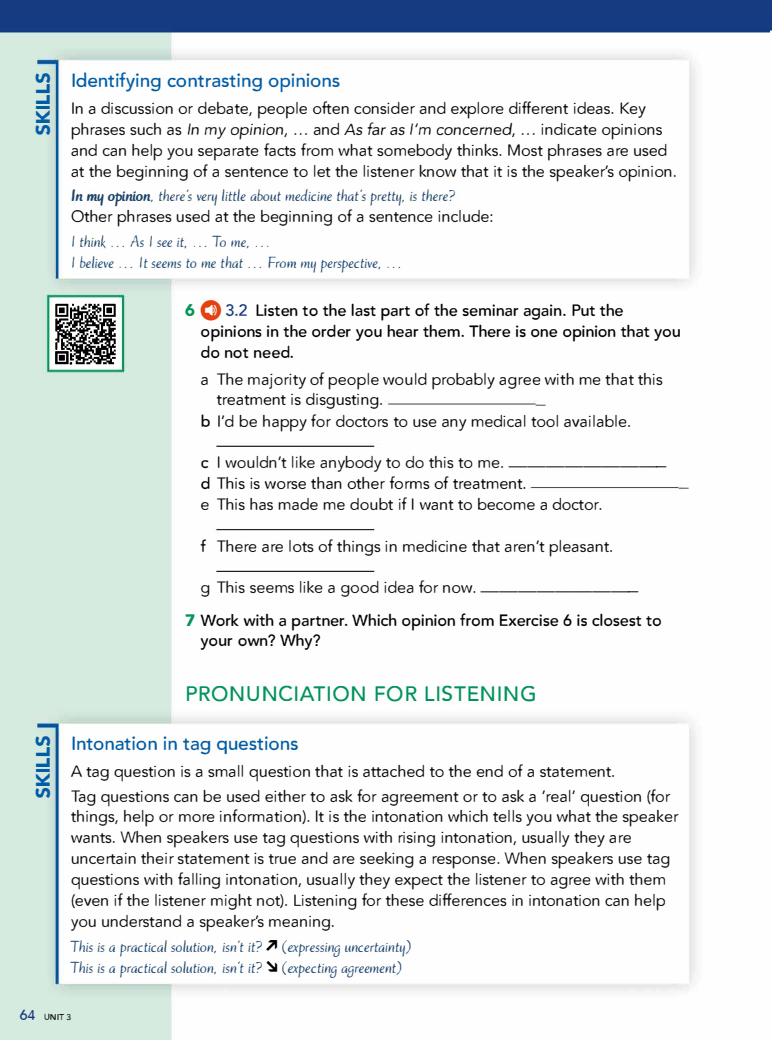 SKILLS
Identifying contrasting opinions
In a discussion or debate, people often consider and explore different ideas. Key
phrases such as In my opinion, … and As far as I'm concerned, … indicate opinions
and can help you separate facts from what somebody thinks. Most phrases are used
at the beginning of a sentence to let the listener know that it is the speaker's opinion.
In my opinion, there's very little about medicine that's pretty, is there?
Other phrases used at the beginning of a sentence include:
I think … As I see it, … To me, …
I believe … It seems to me that … From my perspective, …
6 3.2 Listen to the last part of the seminar again. Put the
opinions in the order you hear them. There is one opinion that you
do not need.
a The majority of people would probably agree with me that this
treatment is disgusting. ____________________
b I'd be happy for doctors to use any medical tool available.
____________________
c I wouldn't like anybody to do this to me. ____________________
d This is worse than other forms of treatment. ____________________
e This has made me doubt if I want to become a doctor.
____________________
f There are lots of things in medicine that aren't pleasant.
____________________
g This seems like a good idea for now. ____________________
7 Work with a partner. Which opinion from Exercise 6 is closest to
your own? Why?
PRONUNCIATION FOR LISTENING
SKILLS
Intonation in tag questions
A tag question is a small question that is attached to the end of a statement.
Tag questions can be used either to ask for agreement or to ask a 'real' question (for
things, help or more information). It is the intonation which tells you what the speaker
wants. When speakers use tag questions with rising intonation, usually they are
uncertain their statement is true and are seeking a response. When speakers use tag
questions with falling intonation, usually they expect the listener to agree with them
(even if the listener might not). Listening for these differences in intonation can help
you understand a speaker's meaning.
This is a practical solution, isn't it? ↗ (expressing uncertainty)
This is a practical solution, isn't it? ↘ (expecting agreement)
64 UNIT 3